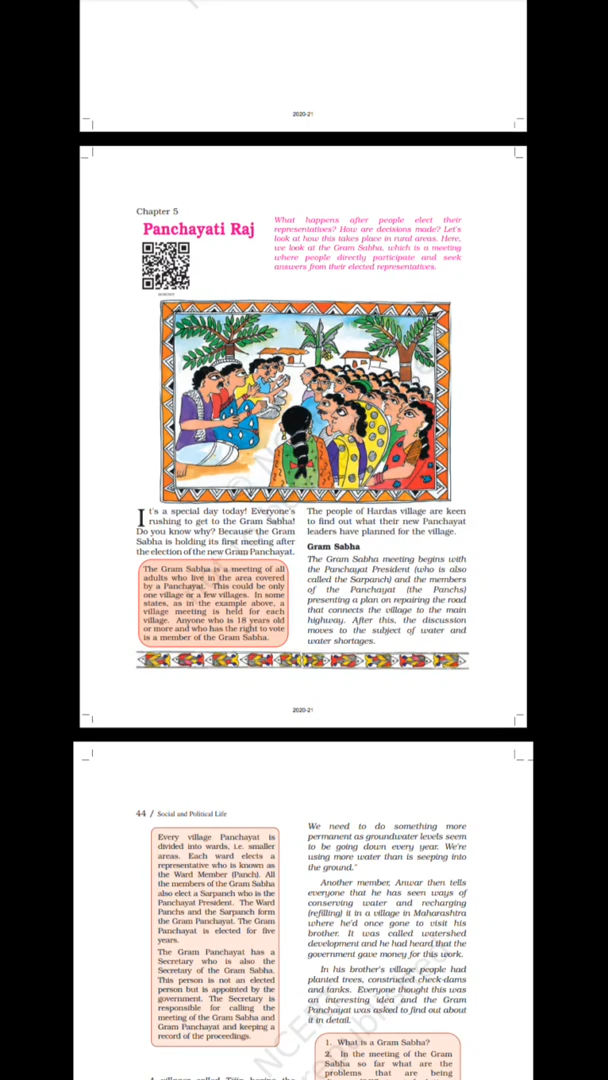 2020-21
Chapter 5
Panchayati Raj
What happens after people elect their
representatives? How are decisions made? Let's
look at how this takes place in rural areas. Here,
we look at the Gram Sabha, which is a meeting
where people directly participate and seek
answers from their elected representatives.
It's a special day today! Everyone's
rushing to get to the Gram Sabha!
Do you know why? Because the Gram
Sabha is holding its first meeting after
the election of the new Gram Panchayat.
The Gram Sabha is a meeting of all
adults who live in the area covered
by a Panchayat. This could be only
one village or a few villages. In some
states, as in the example above, a
village meeting is held for each
village. Anyone who is 18 years old
or more and who has the right to vote
is a member of the Gram Sabha.
The people of Hardas village are keen
to find out what their new Panchayat
leaders have planned for the village.
Gram Sabha
The Gram Sabha meeting begins with
the Panchayat President (who is also
called the Sarpanch) and the members
of the Panchayat (the Panchs)
presenting a plan on repairing the road
that connects the village to the main
highway. After this, the discussion
moves to the subject of water and
water shortages.
2020-21
44 / Social and Political Life
Every village Panchayat is
divided into wards, i.e. smaller
areas. Each ward elects a
representative who is known as
the Ward Member (Panch). All
the members of the Gram Sabha
also elect a Sarpanch who is the
Panchayat President. The Ward
Panchs and the Sarpanch form
the Gram Panchayat. The Gram
Panchayat is elected for five
years.
The Gram Panchayat has a
Secretary who is also the
Secretary of the Gram Sabha.
This person is not an elected
person but is appointed by the
government. The Secretary is
responsible for calling the
meeting of the Gram Sabha and
Gram Panchayat and keeping a
record of the proceedings.
We need to do something more
permanent as groundwater levels seem
to be going down every year. We're
using more water than is seeping into
the ground."
Another member, Anwar then tells
everyone that he has seen ways of
conserving water and recharging
(refilling) it in a village in Maharashtra
where he'd once gone to visit his
brother. It was called watershed
development and he had heard that the
government gave money for this work.
In his brother's village people had
planted trees, constructed check-dams
and tanks. Everyone thought this was
an interesting idea and the Gram
Panchayat was asked to find out about
it in detail.
1. What is a Gram Sabha?
2. In the meeting of the Gram
Sabha so far what are the
problems that are being